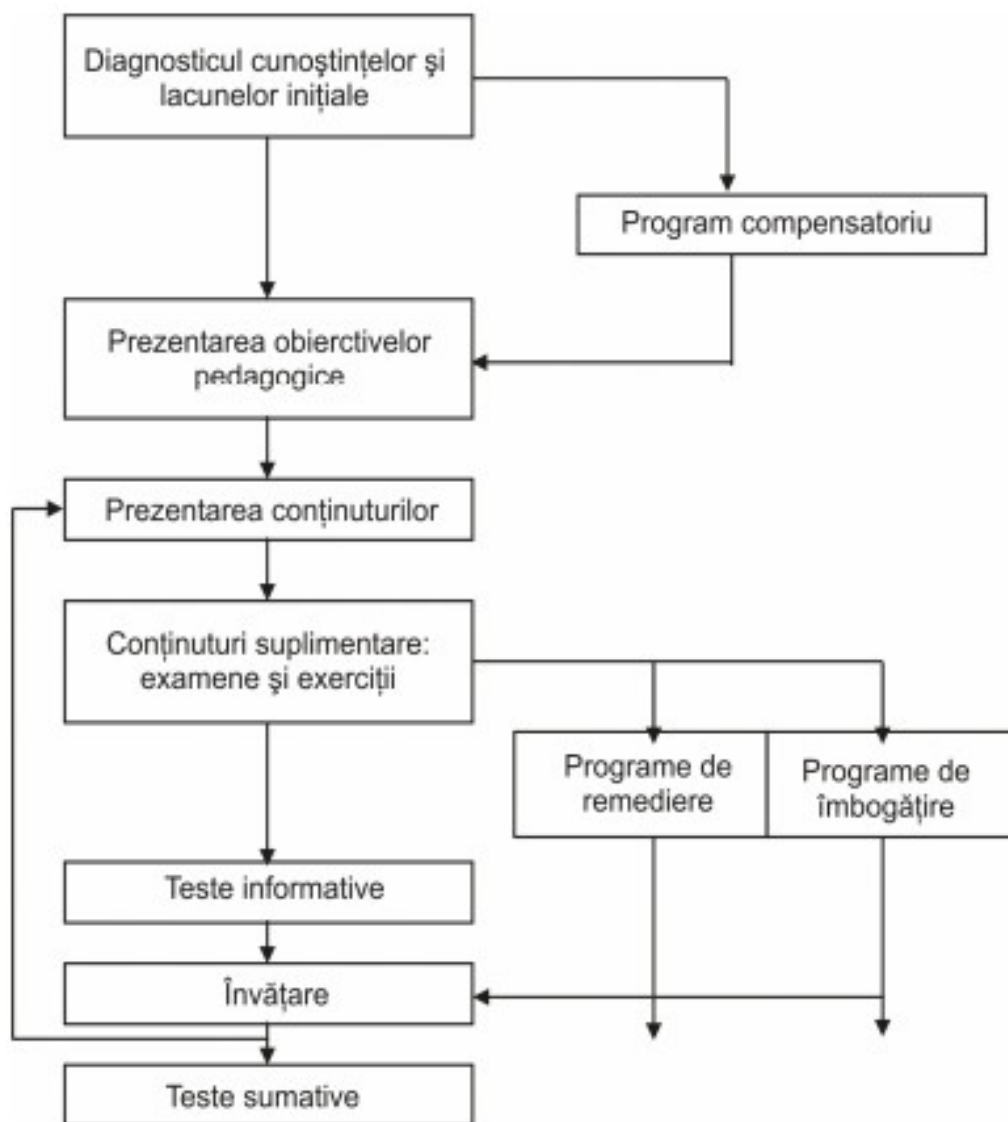 Diagnosticul cunoştinţelor şi
lacunelor iniţiale
Program compensatoriu
Prezentarea obierctivelor
pedagogice
Prezentarea conţinuturilor
Conţinuturi suplimentare:
examene şi exerciţii
Programe de
remediere
Programe de
îmbogăţire
Teste informative
Învăţare
Teste sumative